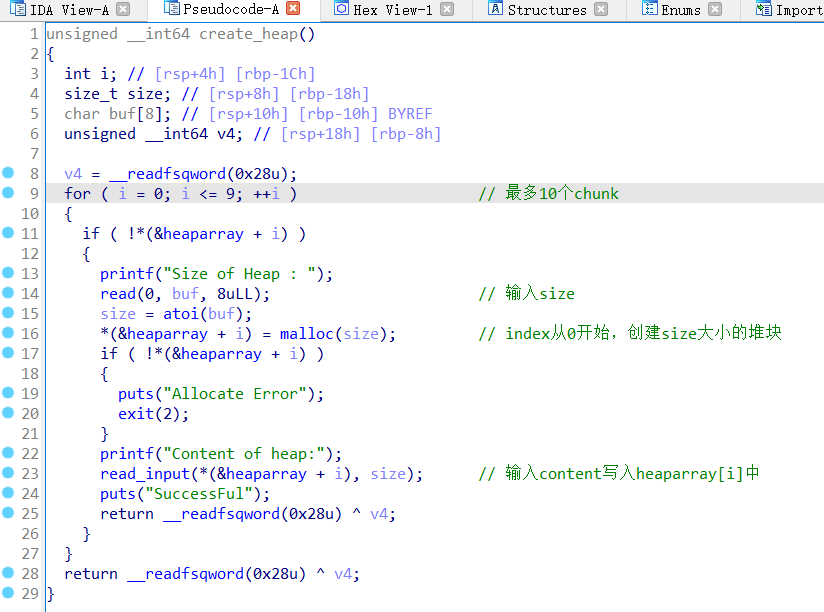 IDA View-A Pseudocode-A Hex View-1 Structures Enums Import
1 unsigned __int64 create_heap()
2 {
3 int i; // [rsp+4h] [rbp-1Ch]
4 size_t size; // [rsp+8h] [rbp-18h]
5 char buf[8]; // [rsp+10h] [rbp-10h] BYREF
6 unsigned __int64 v4; // [rsp+18h] [rbp-8h]
7
8 v4 = __readfsqword(0x28u);
9 for ( i = 0; i <= 9; ++i ) // 最多10个chunk
10 {
11 if ( !*(&heaparray + i) )
12 {
13 printf("Size of Heap : ");
14 read(0, buf, 8uLL); // 输入size
15 size = atoi(buf);
16 *(&heaparray + i) = malloc(size); // index从0开始，创建size大小的堆块
17 if ( !*(&heaparray + i) )
18 {
19 puts("Allocate Error");
20 exit(2);
21 }
22 printf("Content of heap:");
23 read_input(*(&heaparray + i), size); // 输入content写入heaparray[i]中
24 puts("SuccessFul");
25 return __readfsqword(0x28u) ^ v4;
26 }
27 }
28 return __readfsqword(0x28u) ^ v4;
29 }